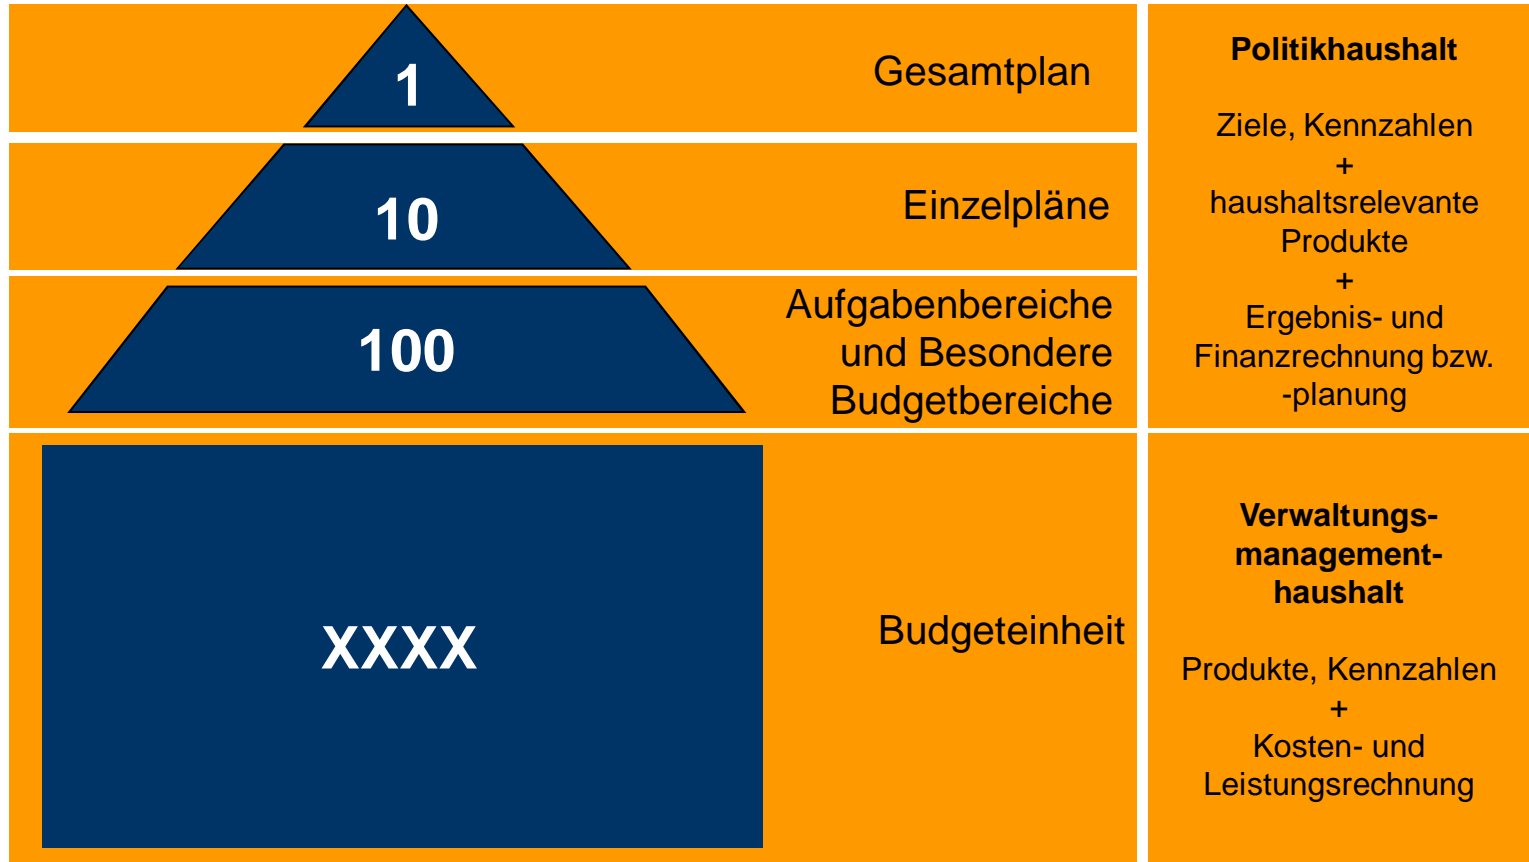 1
Gesamtplan
10
Einzelpläne
100
Aufgabenbereiche
und Besondere
Budgetbereiche
XXXX
Budgeteinheit
Politikhaushalt
Ziele, Kennzahlen
+
haushaltsrelevante
Produkte
+
Ergebnis- und
Finanzrechnung bzw.
-planung
Verwaltungs-
management-
haushalt
Produkte, Kennzahlen
+
Kosten- und
Leistungsrechnung